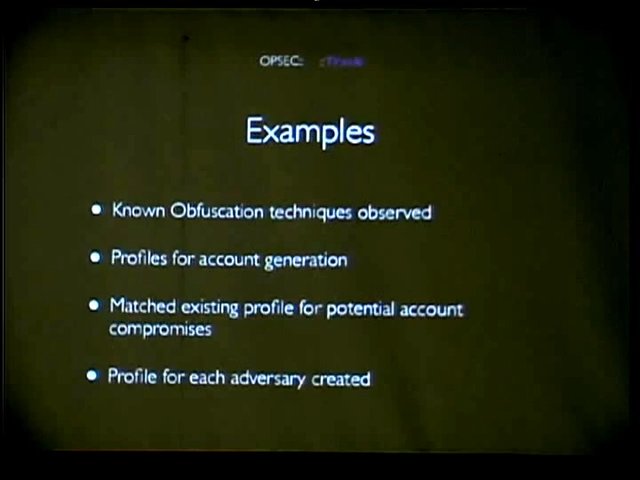 OPSEC:
Examples
• Known Obfuscation techniques observed
• Profiles for account generation
• Matched existing profile for potential account
compromises
• Profile for each adversary created